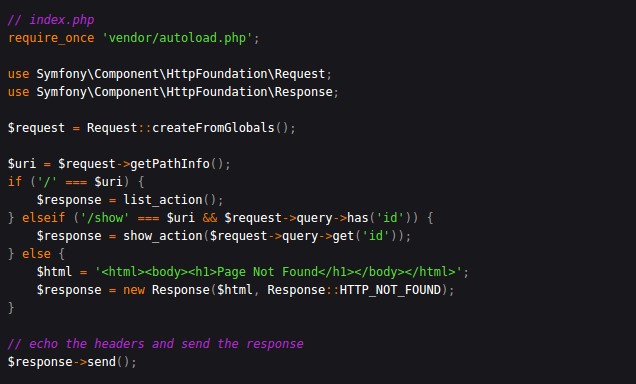 // index.php
require_once 'vendor/autoload.php';
use Symfony\Component\HttpFoundation\Request;
use Symfony\Component\HttpFoundation\Response;
$request = Request::createFromGlobals();
$uri = $request->getPathInfo();
if ('/' === $uri) {
    $response = list_action();
} elseif ('/show' === $uri && $request->query->has('id')) {
    $response = show_action($request->query->get('id'));
} else {
    $html = '<html><body><h1>Page Not Found</h1></body></html>';
    $response = new Response($html, Response::HTTP_NOT_FOUND);
}
// echo the headers and send the response
$response->send();